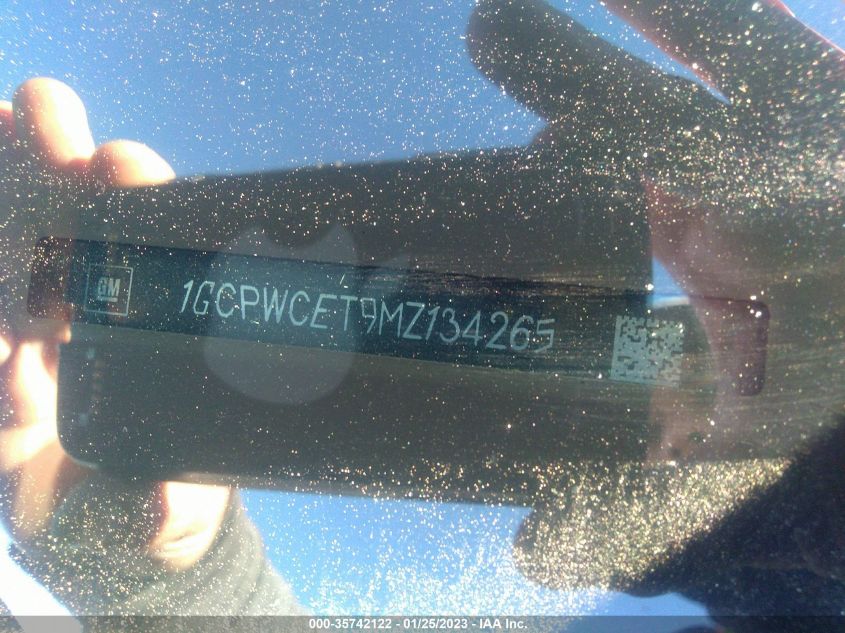 GM
1GCPWCET9MZ134265
000-35742122 - 01/25/2023 - IAA Inc.